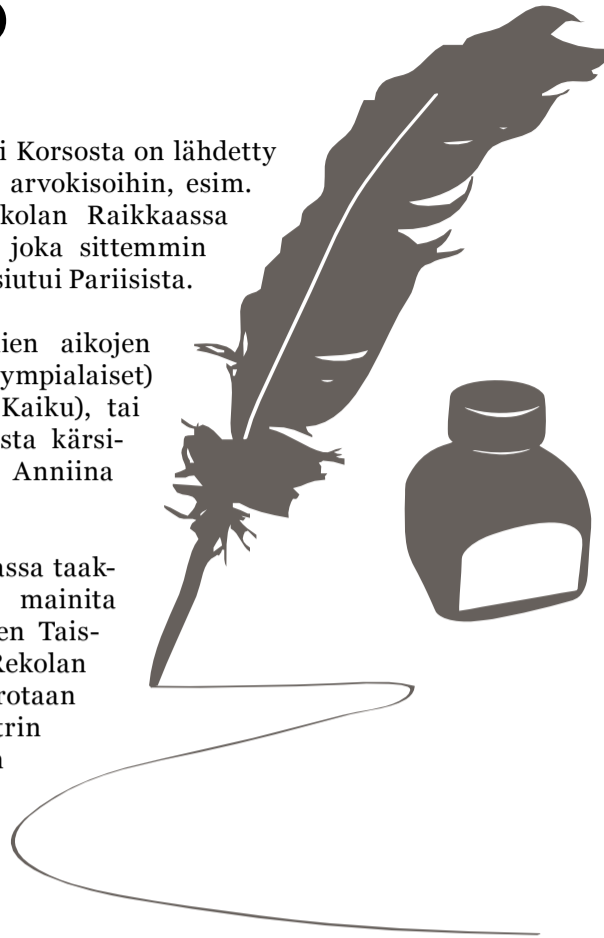 i Korsosta on lähdetty
arvokisoihin, esim.
kolan Raikkaassa
joka sittemmin
siutui Pariisista.
ien aikojen
ympialaiset)
Kaiku), tai
sta kärsi-
Anniina
assa taak-
mainita
en Tais-
Rekolan
rotaan
trin